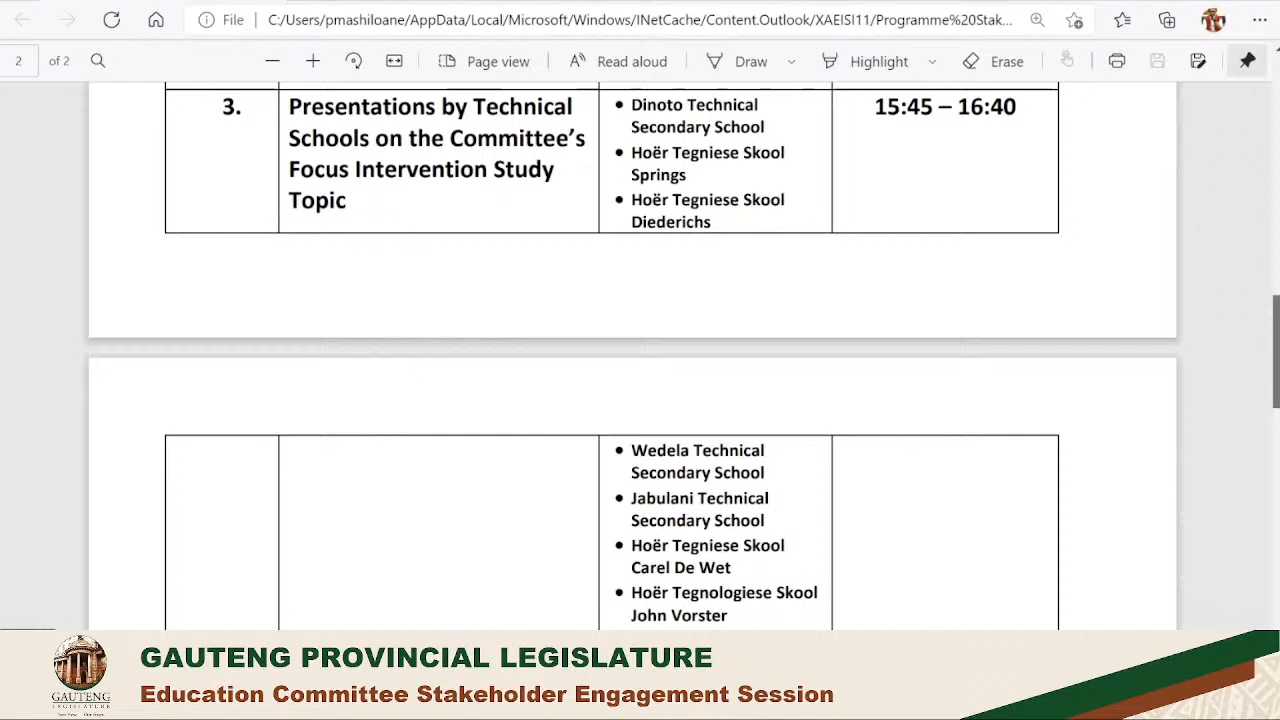 File
C:/Users/pmashiloane/AppData/Local/Microsoft/Windows/INetCache/Content.Outlook/XAEISI11/Programme%20Stak...
2 of 2
Page view
Read aloud
Draw
Highlight
Erase
3.
Presentations by Technical
Schools on the Committee's
Focus Intervention Study
Topic
• Dinoto Technical
Secondary School
• Hoër Tegniese Skool
Springs
• Hoër Tegniese Skool
Diederichs
15:45 – 16:40
• Wedela Technical
Secondary School
• Jabulani Technical
Secondary School
• Hoër Tegniese Skool
Carel De Wet
• Hoër Tegnologiese Skool
John Vorster
GAUTENG
LEGISLATURE
GAUTENG PROVINCIAL LEGISLATURE
Education Committee Stakeholder Engagement Session